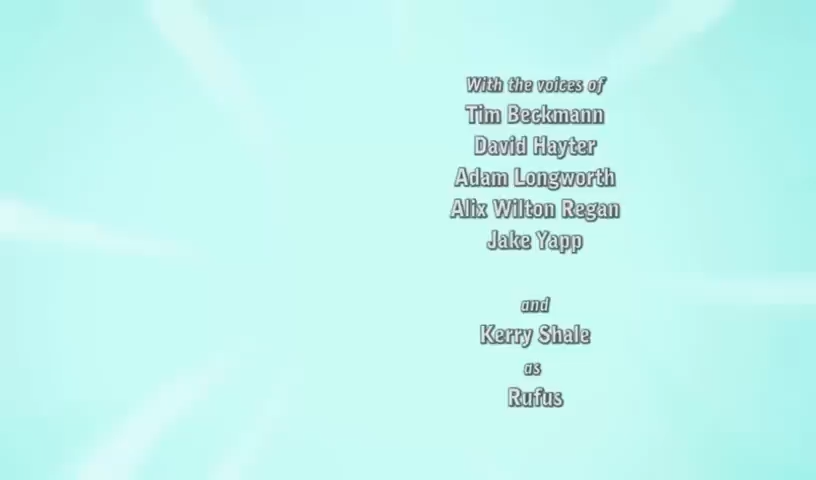 With the voices of
Tim Beckmann
David Hayter
Adam Longworth
Alix Wilton Regan
Jake Yapp
and
Kerry Shale
as
Rufus